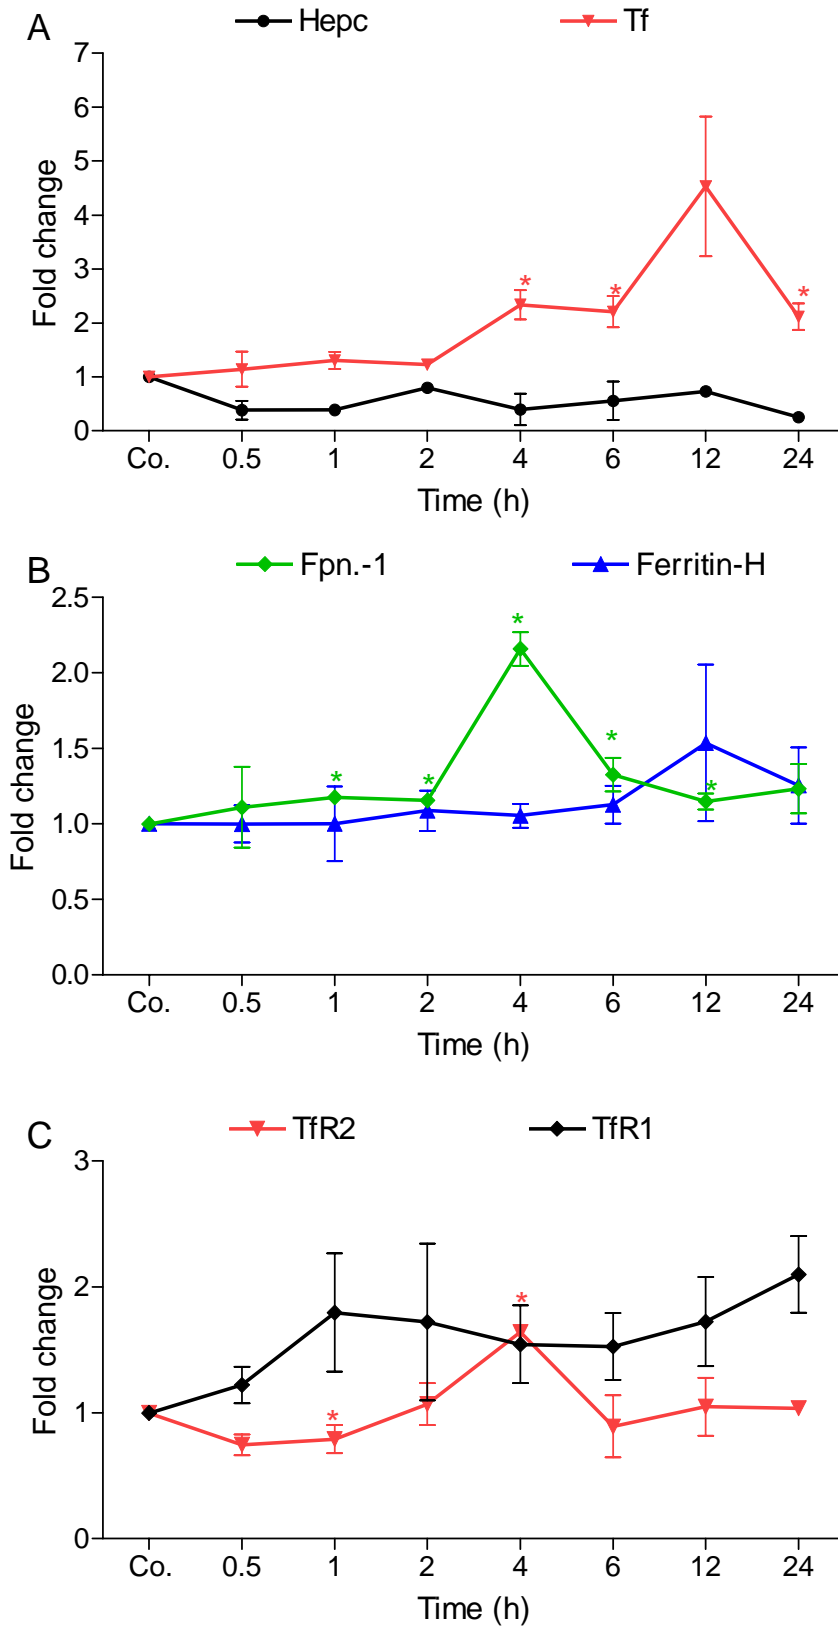 A
Hepc Tf
7
6
5
4
3
2
1
0
Fold change
* * *
Co. 0.5 1 2 4 6 12 24
Time (h)
B
Fpn.-1 Ferritin-H
2.5
2.0
1.5
1.0
0.5
0.0
Fold change
* * * * *
Co. 0.5 1 2 4 6 12 24
Time (h)
C
TfR2 TfR1
3
2
1
0
Fold change
* *
Co. 0.5 1 2 4 6 12 24
Time (h)